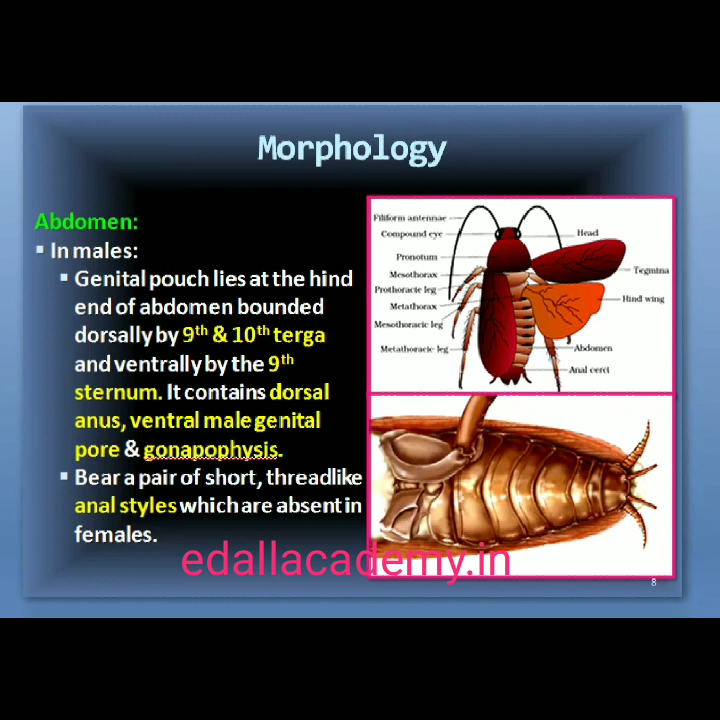 Morphology
Abdomen:
▪ In males:
▪ Genital pouch lies at the hind
end of abdomen bounded
dorsally by 9th & 10th terga
and ventrally by the 9th
sternum. It contains dorsal
anus, ventral male genital
pore & gonapophysis.
▪ Bear a pair of short, threadlike
anal styles which are absent in
females.
Filiform antennae
Compound eye
Pronotum
Mesothorax
Prothoracic leg
Metathorax
Mesothoracic leg
Metathoracic leg
Head
Tegmina
Hind wing
Abdomen
Anal cerci
edallacademy.in
8